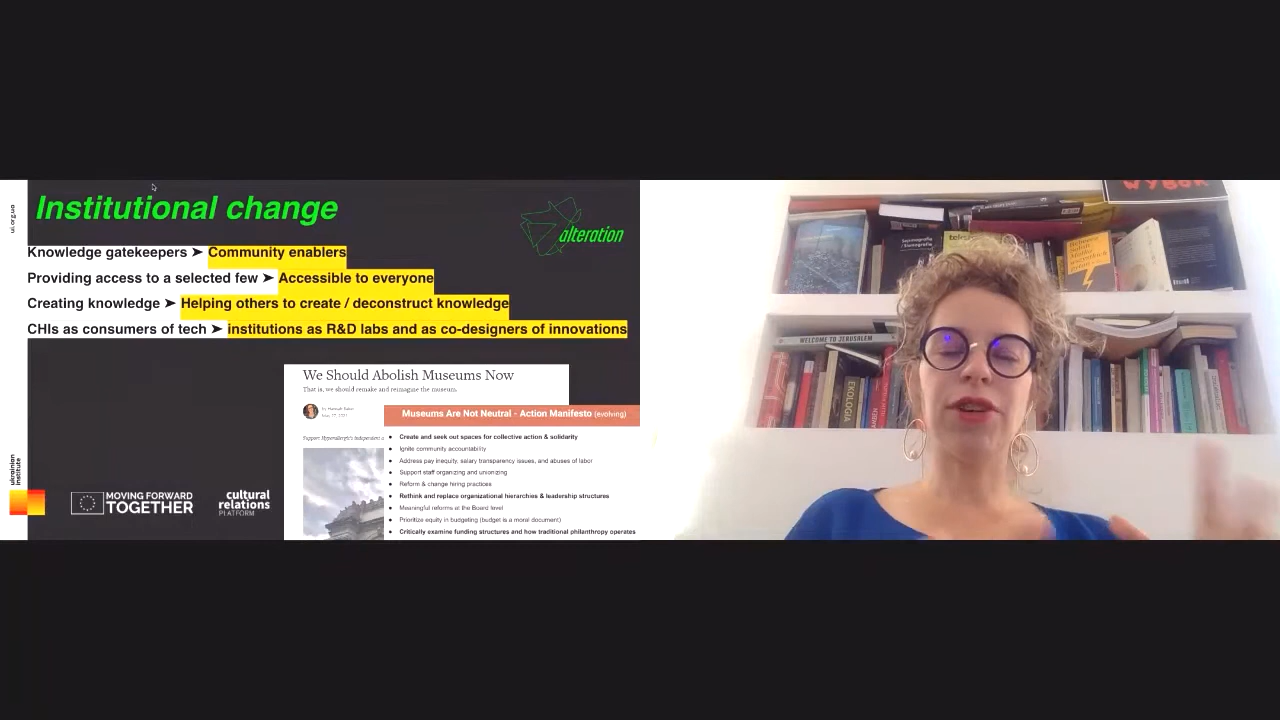 ui.org.ua
Institutional change
alteration
Knowledge gatekeepers ➤ Community enablers
Providing access to a selected few ➤ Accessible to everyone
Creating knowledge ➤ Helping others to create / deconstruct knowledge
CHIs as consumers of tech ➤ institutions as R&D labs and as co-designers of innovations
We Should Abolish Museums Now
That is, we should remake and reimagine the museum.
Museums Are Not Neutral - Action Manifesto (evolving)
• Create and seek out spaces for collective action & solidarity
• Ignite community accountability
• Address pay inequity, salary transparency issues, and abuses of labor
• Support staff organizing and unionizing
• Reform & change hiring practices
• Rethink and replace organizational hierarchies & leadership structures
• Meaningful reforms at the Board level
• Prioritize equity in budgeting (budget is a moral document)
• Critically examine funding structures and how traditional philanthropy operates
ukrainian
institute
MOVING FORWARD
TOGETHER
cultural
relations
PLATFORM
WYBÓR
WELCOME TO JERUSALEM
EKOLOGIA